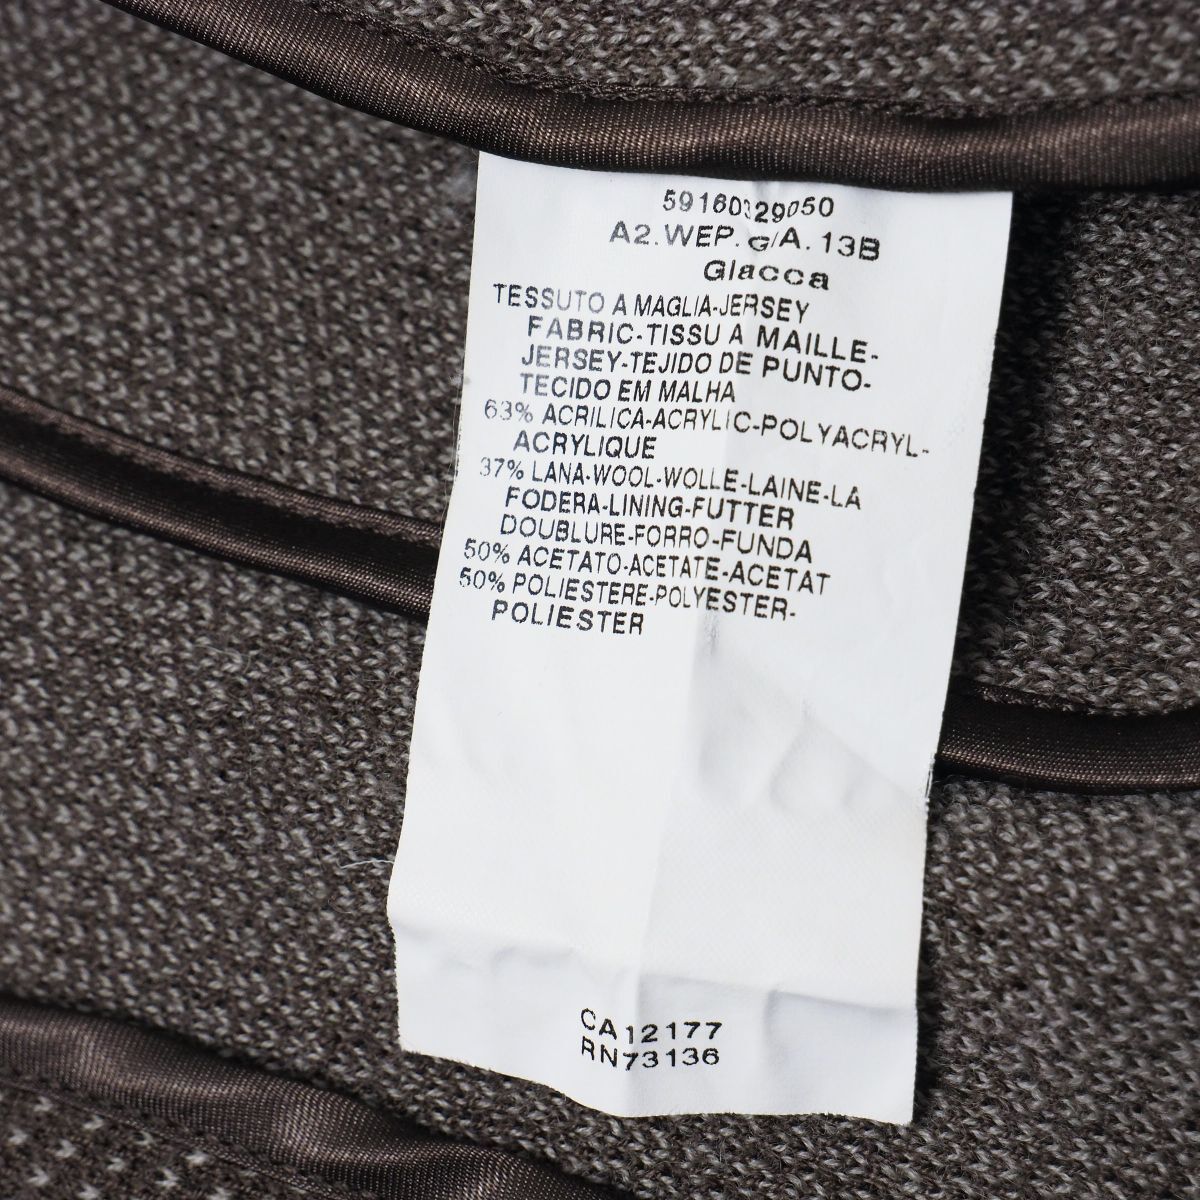 59160329050
A2.WEP.G/A.13B
Giacca
TESSUTO A MAGLIA-JERSEY
FABRIC-TISSU A MAILLE-
JERSEY-TEJIDO DE PUNTO-
TECIDO EM MALHA
63% ACRILICA-ACRYLIC-POLYACRYL-
ACRYLIQUE
37% LANA-WOOL-WOLLE-LAINE-LA
FODERA-LINING-FUTTER
DOUBLURE-FORRO-FUNDA
50% ACETATO-ACETATE-ACETAT
50% POLIESTERE-POLYESTER-
POLIESTER
CA12177
RN73136